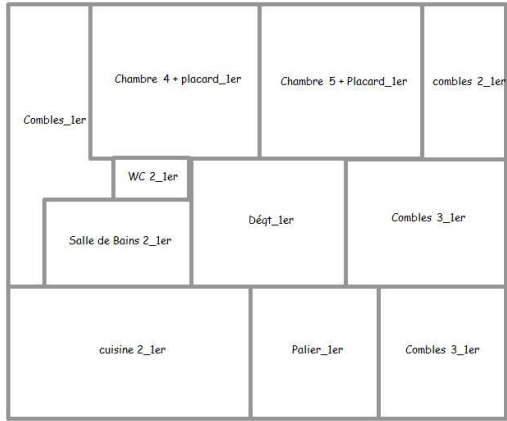 Chambre 4 + placard_1er
Chambre 5 + Placard_1er
combles 2_1er
Combles_1er
WC 2_1er
Dégt_1er
Combles 3_1er
Salle de Bains 2_1er
cuisine 2_1er
Palier_1er
Combles 3_1er